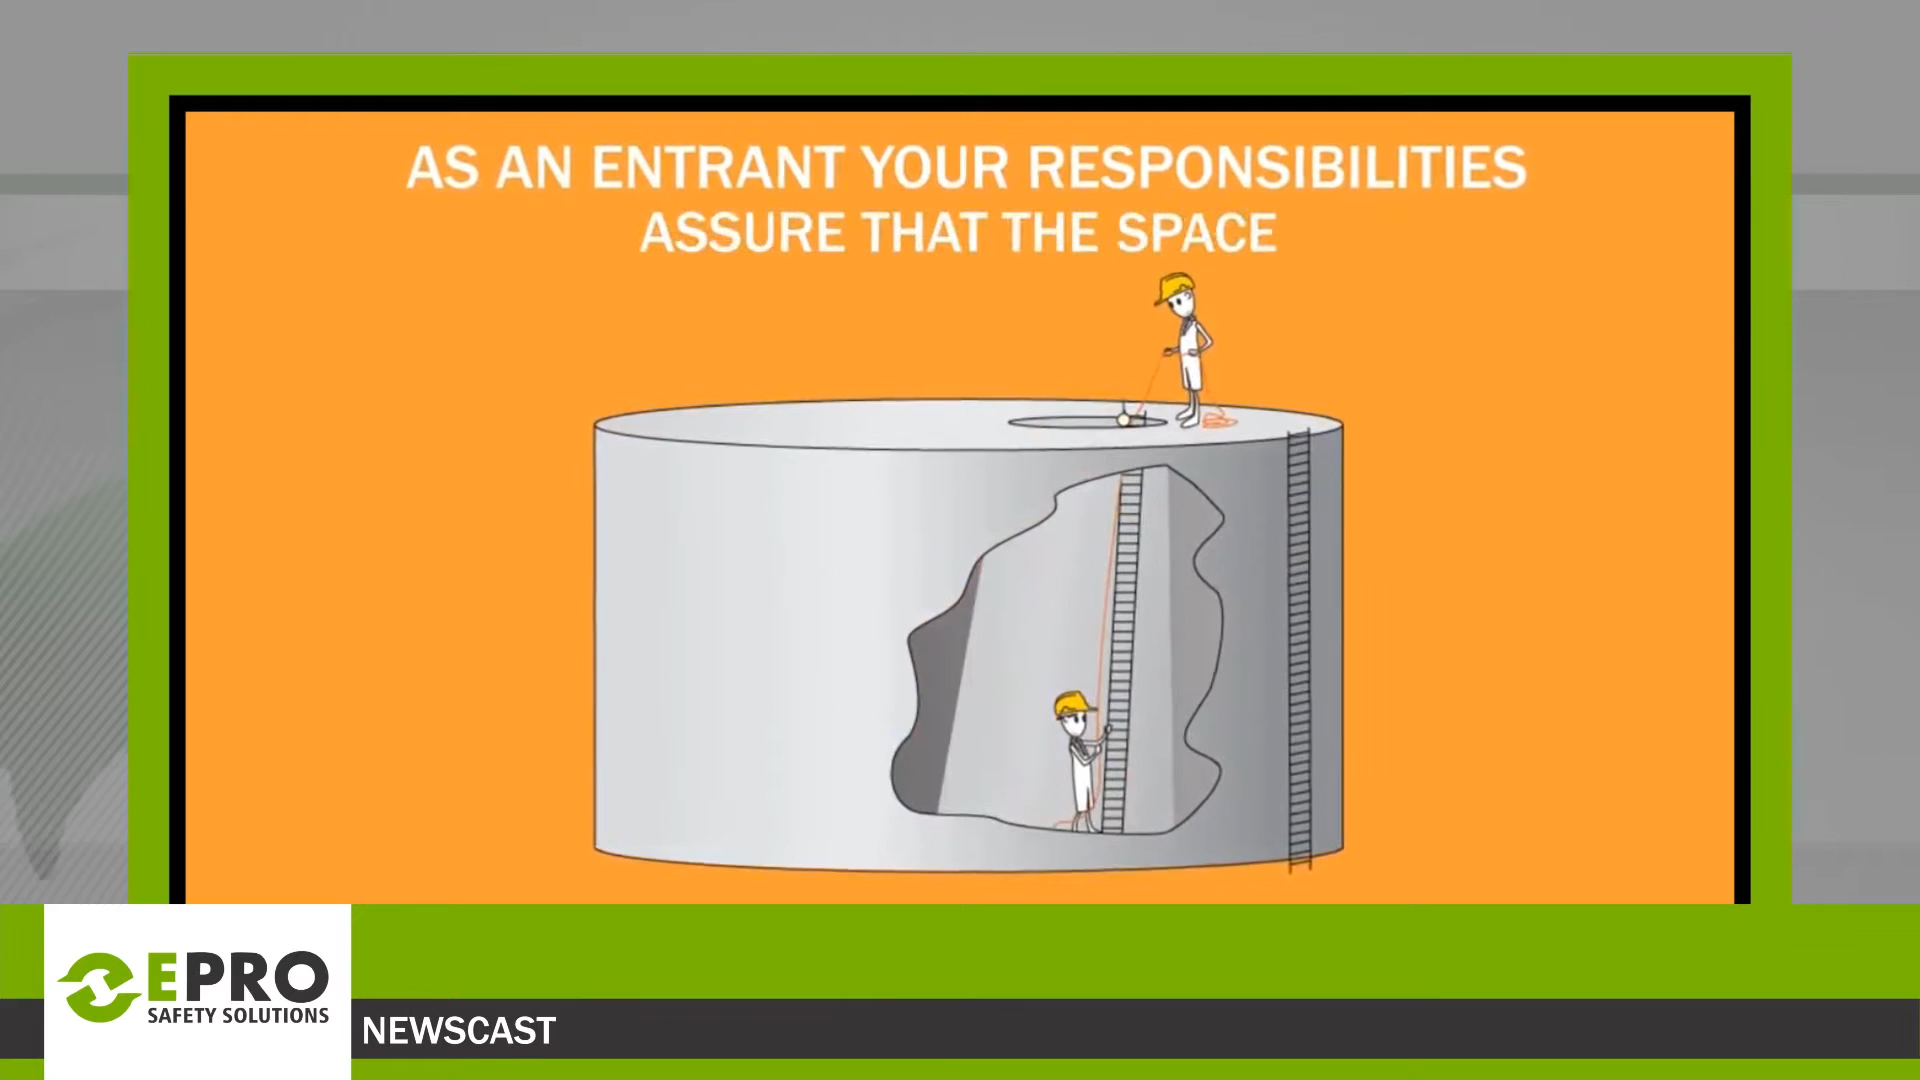 AS AN ENTRANT YOUR RESPONSIBILITIES
ASSURE THAT THE SPACE
EPRO
SAFETY SOLUTIONS
NEWSCAST